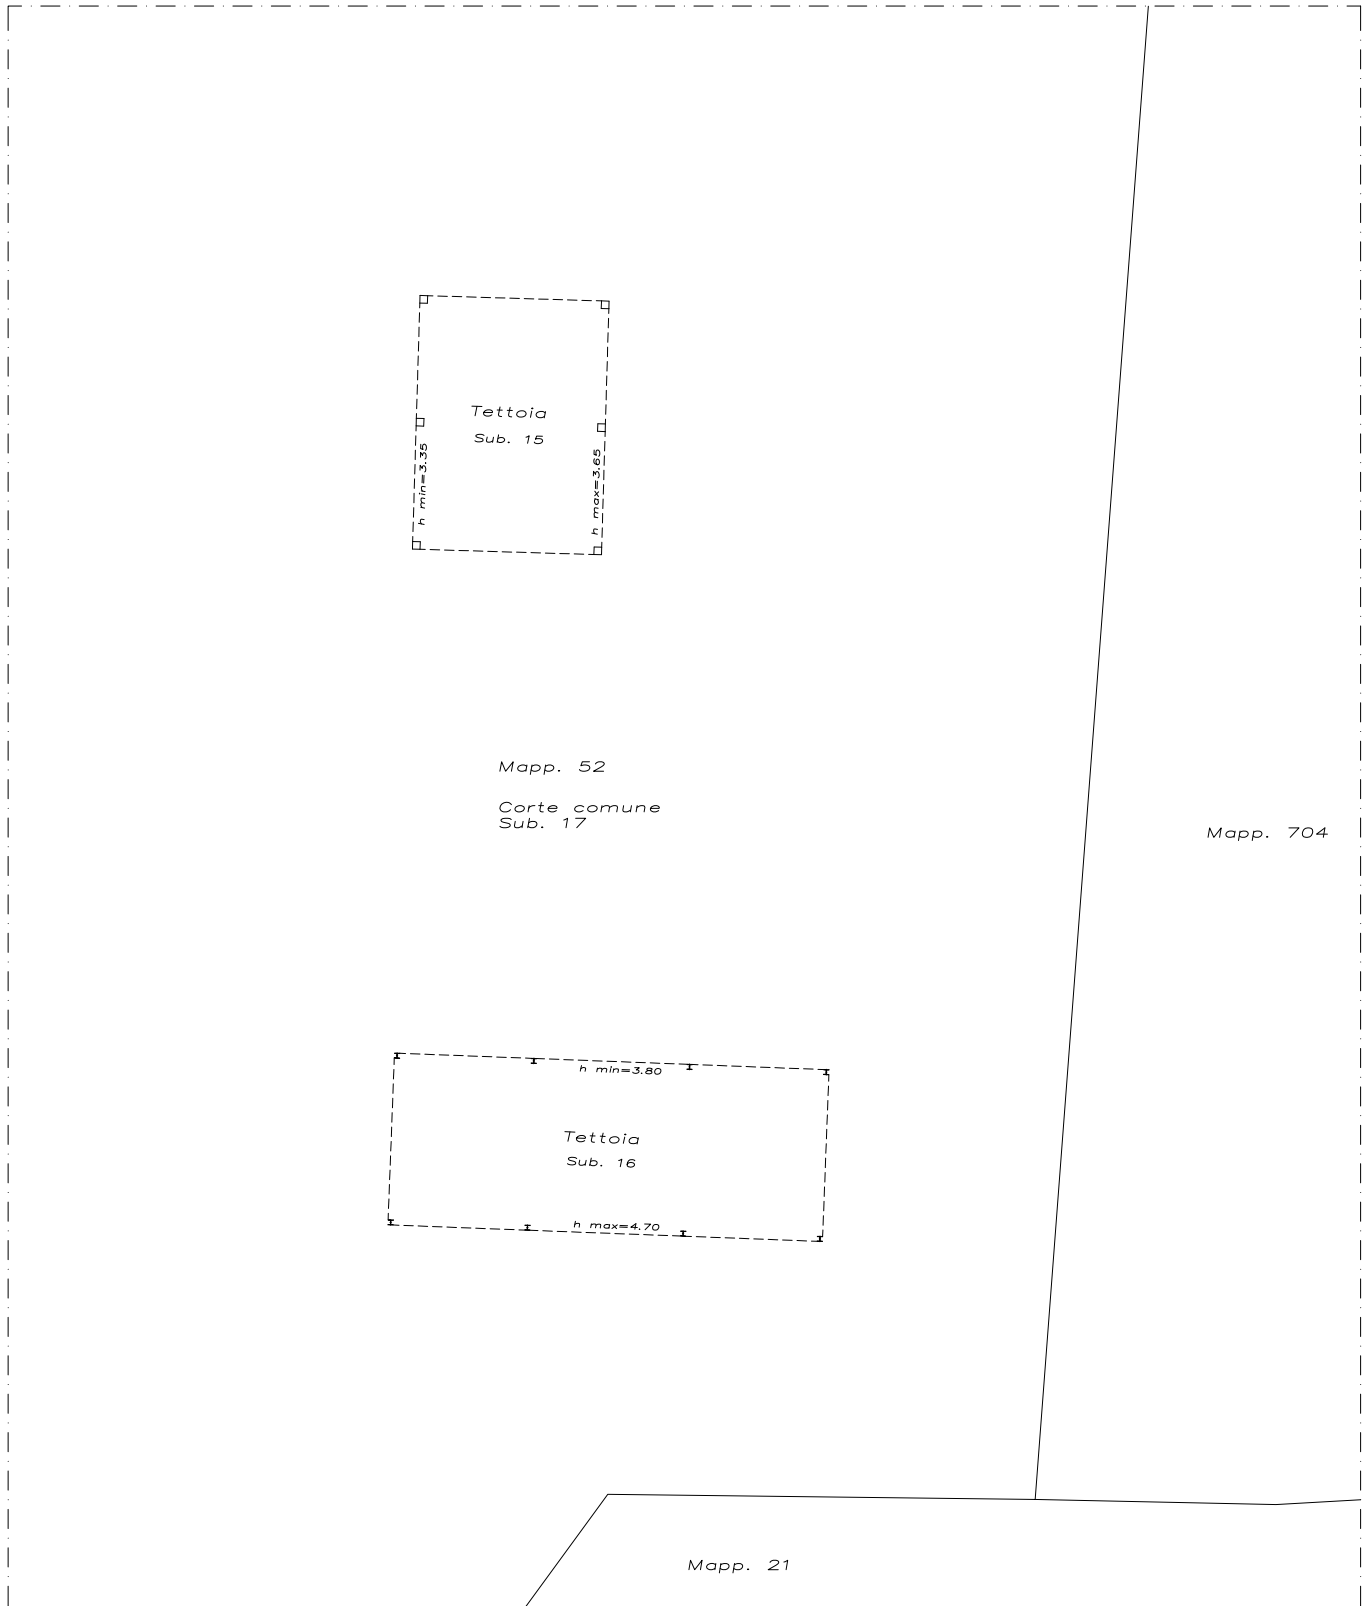 Tettoia
Sub. 15
h min=3.35
h max=3.65
Mapp. 52
Corte comune
Sub. 17
Mapp. 704
h min=3.80
Tettoia
Sub. 16
h max=4.70
Mapp. 21